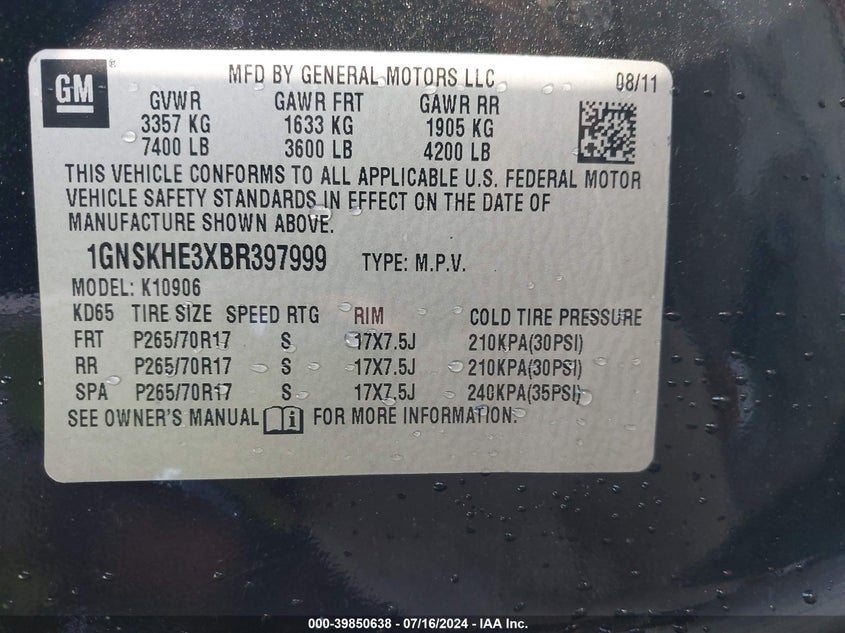 GM
MFD BY GENERAL MOTORS LLC 08/11
GVWR GAWR FRT GAWR RR
3357 KG 1633 KG 1905 KG
7400 LB 3600 LB 4200 LB
THIS VEHICLE CONFORMS TO ALL APPLICABLE U.S. FEDERAL MOTOR
VEHICLE SAFETY STANDARDS IN EFFECT ON THE DATE OF
MANUFACTURE SHOWN ABOVE.
1GNSKHE3XBR397999 TYPE: M.P.V.
MODEL: K10906
KD65 TIRE SIZE SPEED RTG RIM COLD TIRE PRESSURE
FRT P265/70R17 S 17X7.5J 210KPA(30PSI)
RR P265/70R17 S 17X7.5J 210KPA(30PSI)
SPA P265/70R17 S 17X7.5J 240KPA(35PSI)
SEE OWNER'S MANUAL FOR MORE INFORMATION.
000-39850638 - 07/16/2024 - IAA Inc.